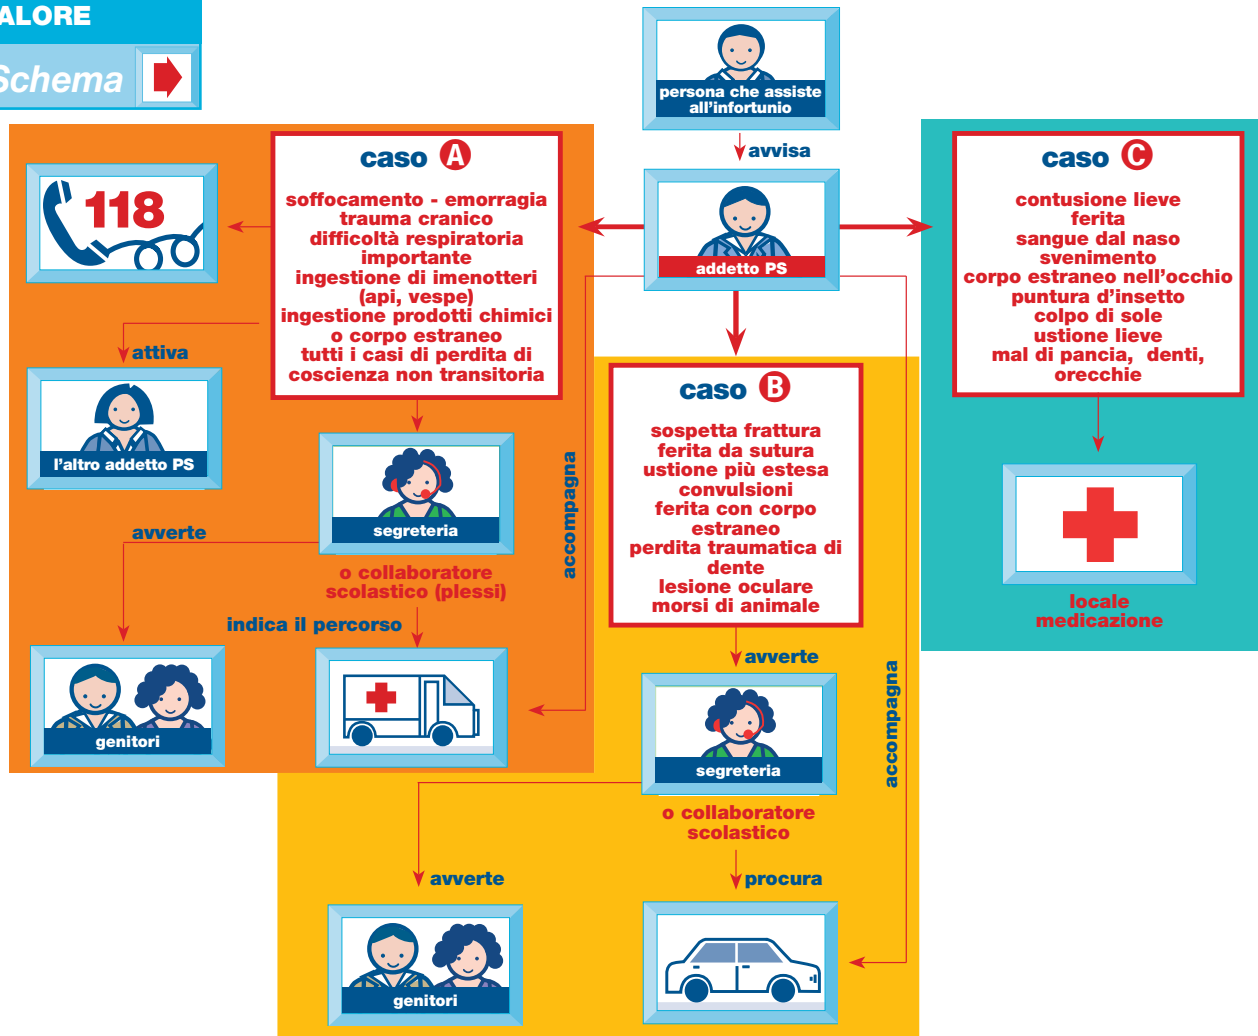 ALORE
Schema
persona che assiste
all'infortunio
avvisa
addetto PS
caso A
soffocamento - emorragia
trauma cranico
difficoltà respiratoria
importante
ingestione di imenotteri
(api, vespe)
ingestione prodotti chimici
o corpo estraneo
tutti i casi di perdita di
coscienza non transitoria
118
attiva
l'altro addetto PS
segreteria
o collaboratore
scolastico (plessi)
avverte
indica il percorso
genitori
accompagna
caso B
sospetta frattura
ferita da sutura
ustione più estesa
convulsioni
ferita con corpo
estraneo
perdita traumatica di
dente
lesione oculare
morsi di animale
avverte
segreteria
o collaboratore
scolastico
avverte
genitori
procura
accompagna
caso C
contusione lieve
ferita
sangue dal naso
svenimento
corpo estraneo nell'occhio
puntura d'insetto
colpo di sole
ustione lieve
mal di pancia, denti,
orecchie
locale
medicazione